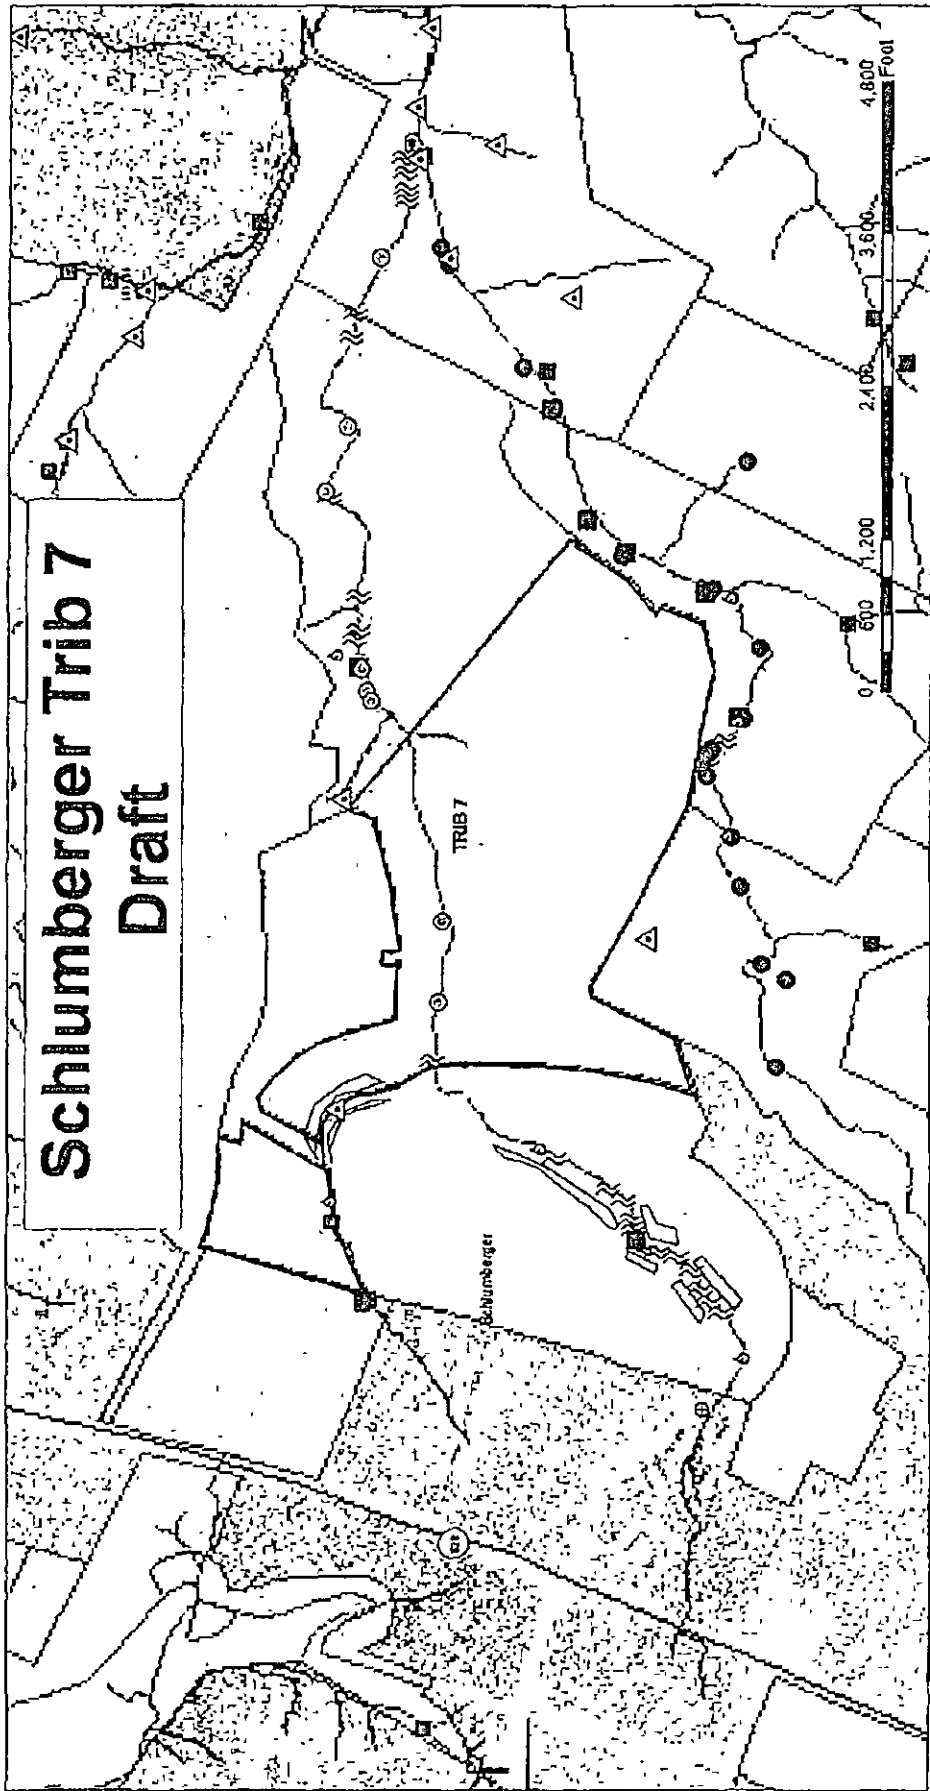 Schlumberger Trib 7
Draft
TRIB 7
Schlumberger
0 600 1,200 2,400 3,600 4,800
Feet